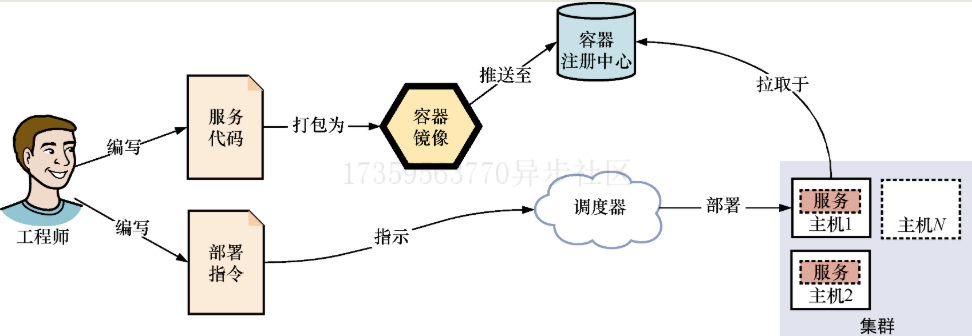 容器
注册中心
推送至
拉取于
服务
代码
打包为
容器
镜像
编写
17359563770异步社区
工程师
编写
部署
指令
指示
调度器
部署
服务
主机1
主机N
服务
主机2
集群